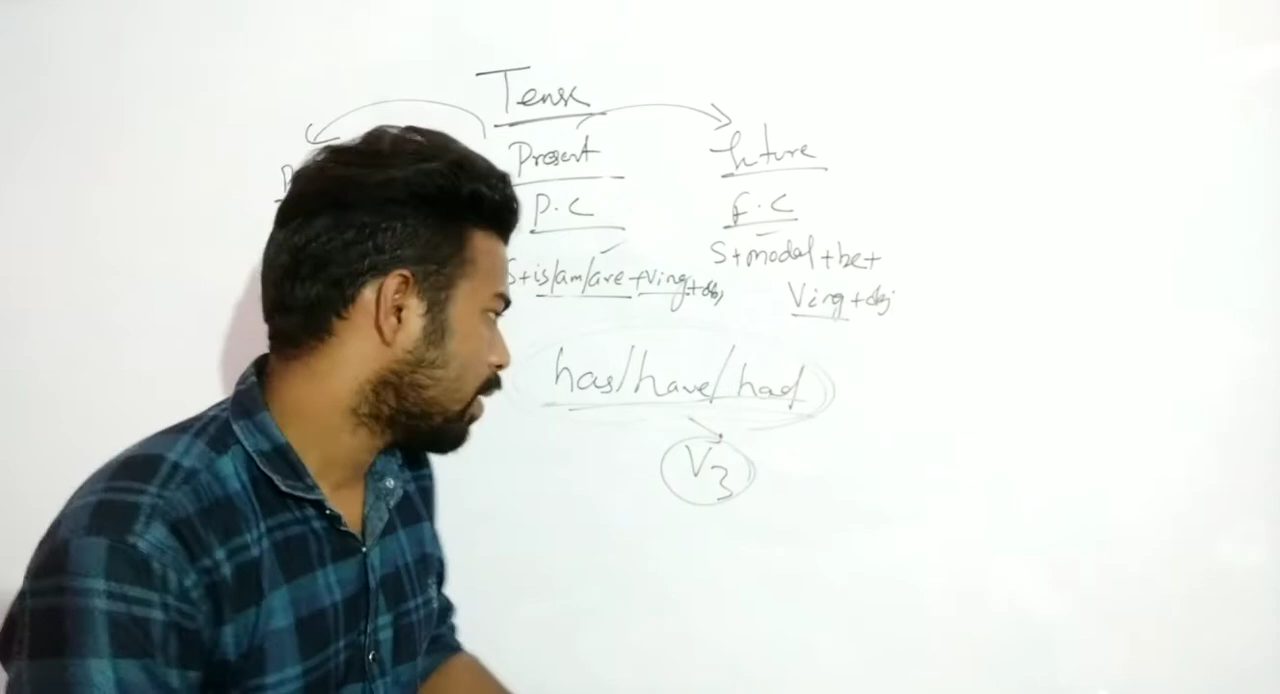 Tense
Present
future
P.C
F.C
S+is/am/are+Ving+obj
S+modal+be+
Ving+obj
has/have/had
V3